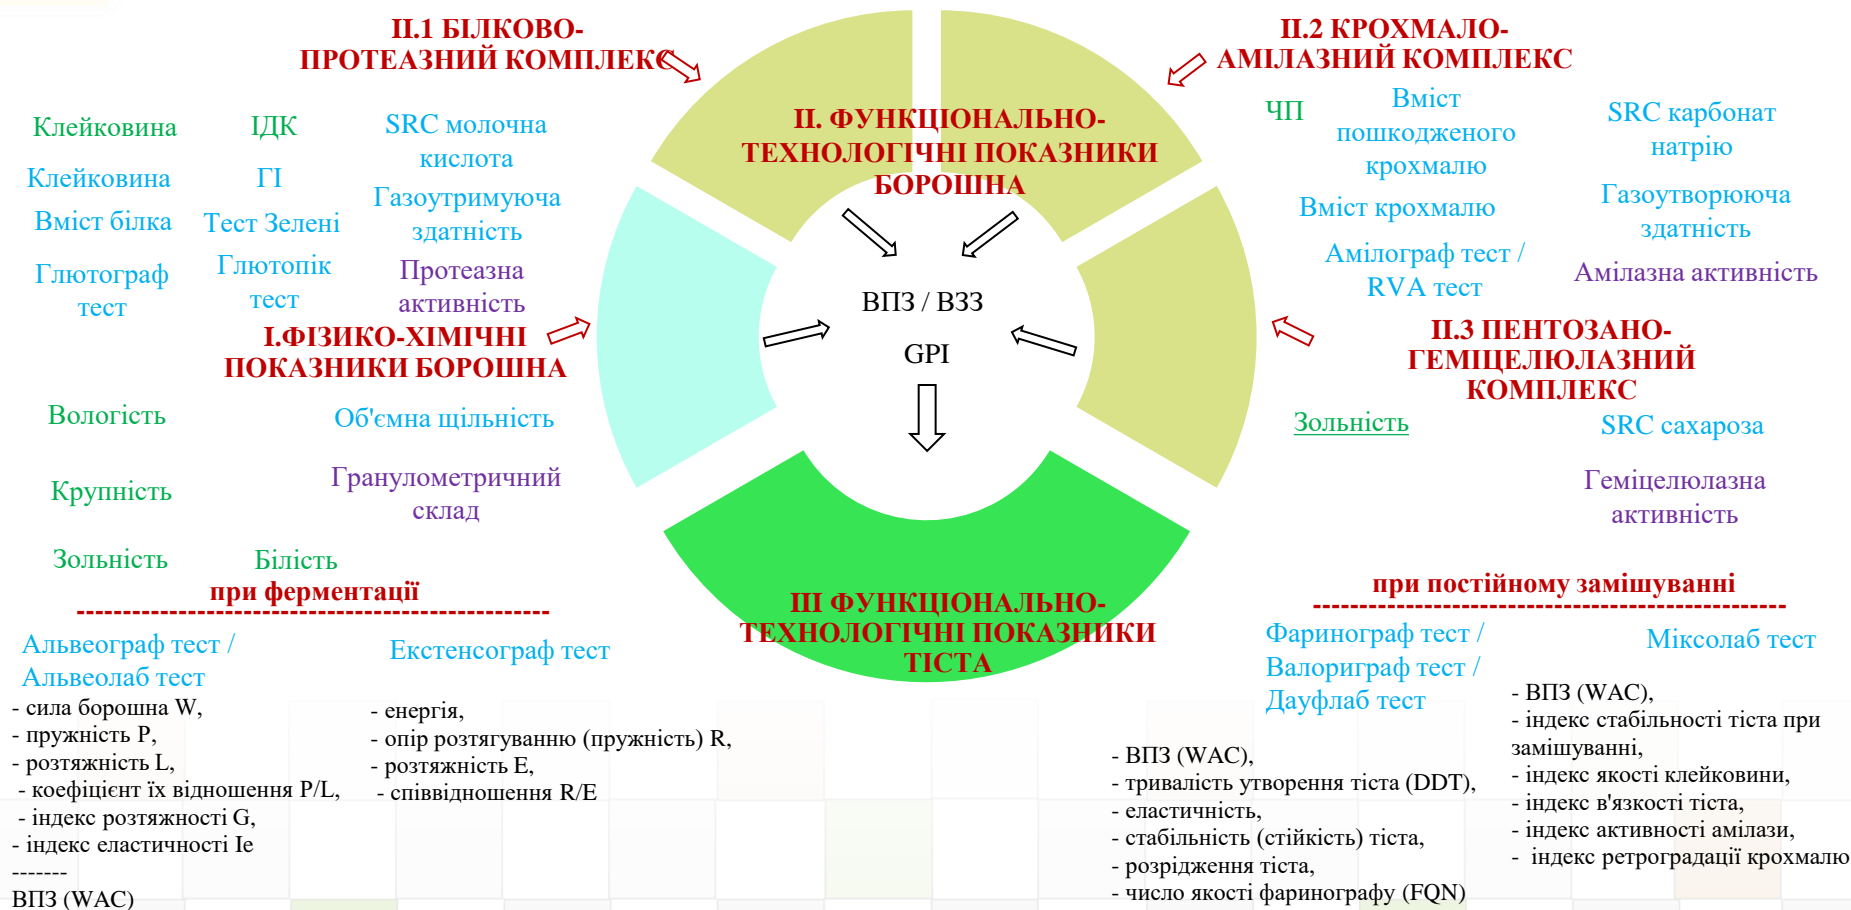 ІІ.1 БІЛКОВО-
ПРОТЕАЗНИЙ КОМПЛЕКС
Клейковина
ІДК
SRC молочна
кислота
Клейковина
ГІ
Газоутримуюча
здатність
Вміст білка
Тест Зелені
Глютограф
тест
Глютопік
тест
Протеазна
активність
ІІ.2 КРОХМАЛО-
АМІЛАЗНИЙ КОМПЛЕКС
ЧП
Вміст
пошкодженого
крохмалю
SRC карбонат
натрію
Вміст крохмалю
Газоутворююча
здатність
Амілограф тест /
RVA тест
Амілазна активність
ІІ. ФУНКЦІОНАЛЬНО-
ТЕХНОЛОГІЧНІ ПОКАЗНИКИ
БОРОШНА
ВПЗ / ВЗЗ
GPI
І.ФІЗИКО-ХІМІЧНІ
ПОКАЗНИКИ БОРОШНА
Вологість
Об'ємна щільність
Крупність
Гранулометричний
склад
Зольність
Білість
ІІ.3 ПЕНТОЗАНО-
ГЕМІЦЕЛЮЛАЗНИЙ
КОМПЛЕКС
Зольність
SRC сахароза
Геміцелюлазна
активність
ІІІ ФУНКЦІОНАЛЬНО-
ТЕХНОЛОГІЧНІ ПОКАЗНИКИ
ТІСТА
при ферментації
Альвеограф тест /
Альвеолаб тест
- сила борошна W,
- пружність P,
- розтяжність L,
- коефіцієнт їх відношення P/L,
- індекс розтяжності G,
- індекс еластичності Ie
-------
ВПЗ (WAC)
Екстенсограф тест
- енергія,
- опір розтягуванню (пружність) R,
- розтяжність E,
- співвідношення R/E
при постійному замішуванні
Фаринограф тест /
Валориграф тест /
Дауфлаб тест
- ВПЗ (WAC),
- тривалість утворення тіста (DDT),
- еластичність,
- стабільність (стійкість) тіста,
- розрідження тіста,
- число якості фаринографу (FQN)
Міксолаб тест
- ВПЗ (WAC),
- індекс стабільності тіста при
замішуванні,
- індекс якості клейковини,
- індекс в'язкості тіста,
- індекс активності амілази,
- індекс ретроградації крохмалю